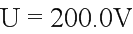 U = 200.0V